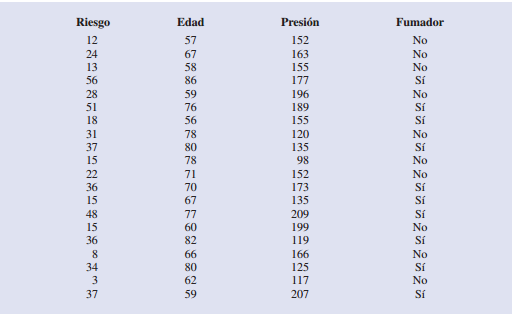 Riesgo Edad Presión Fumador
12 57 152 No
24 67 163 No
13 58 155 No
56 86 177 Sí
28 59 196 No
51 76 189 Sí
18 56 155 Sí
31 78 120 No
37 80 135 Sí
15 78 98 No
22 71 152 No
36 70 173 Sí
15 67 135 Sí
48 77 209 Sí
15 60 199 No
36 82 119 Sí
8 66 166 No
34 80 125 Sí
3 62 117 No
37 59 207 Sí